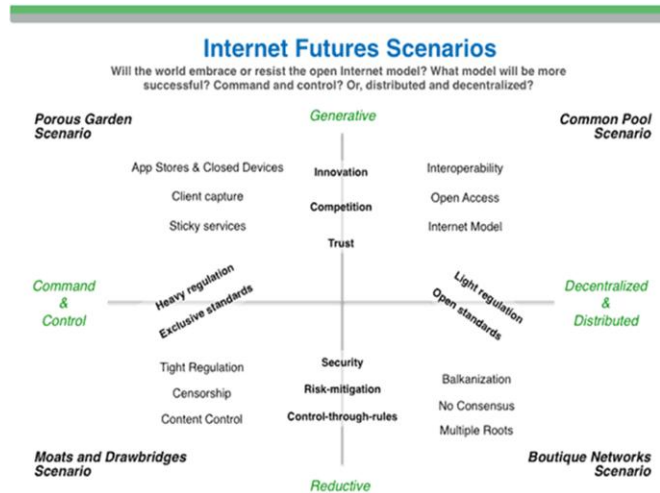 Internet Futures Scenarios
Will the world embrace or resist the open Internet model? What model will be more
successful? Command and control? Or, distributed and decentralized?
Porous Garden
Scenario
Generative
Common Pool
Scenario
App Stores & Closed Devices
Innovation
Interoperability
Client capture
Competition
Open Access
Sticky services
Trust
Internet Model
Command
&
Control
Heavy regulation
Exclusive standards
Light regulation
Open standards
Decentralized
&
Distributed
Tight Regulation
Security
Balkanization
Censorship
Risk-mitigation
No Consensus
Content Control
Control-through-rules
Multiple Roots
Moats and Drawbridges
Scenario
Reductive
Boutique Networks
Scenario